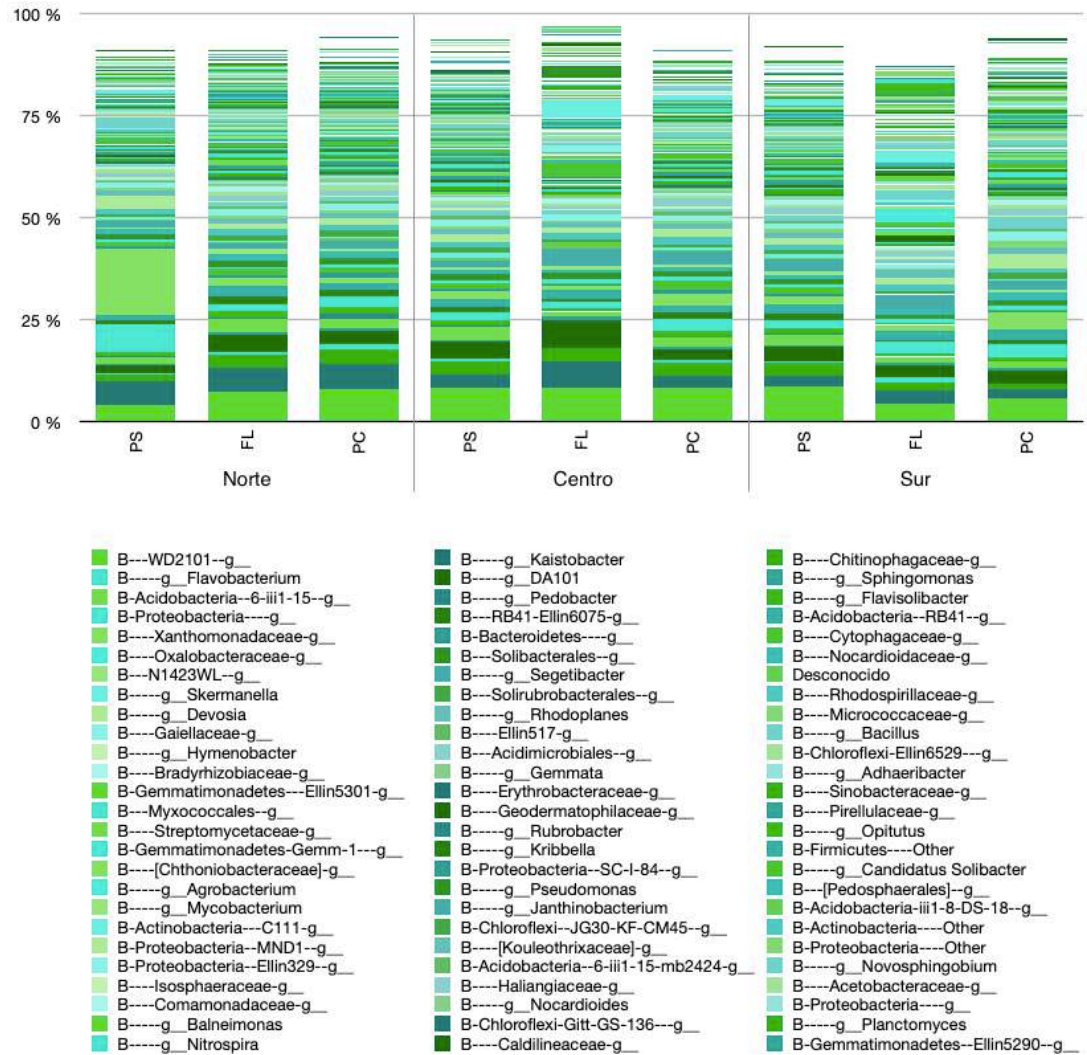 100 %
75 %
50 %
25 %
0 %
PS
FL
PC
PS
FL
PC
PS
FL
PC
Norte
Centro
Sur
B---WD2101--g__
B-----g__Flavobacterium
B-Acidobacteria--6-iii1-15--g__
B-Proteobacteria----g__
B----Xanthomonadaceae-g__
B----Oxalobacteraceae-g__
B---N1423WL--g__
B-----g__Skermanella
B-----g__Devosia
B----Gaiellaceae-g__
B-----g__Hymenobacter
B----Bradyrhizobiaceae-g__
B-Gemmatimonadetes---Ellin5301-g__
B---Myxococcales--g__
B----Streptomycetaceae-g__
B-Gemmatimonadetes-Gemm-1---g__
B----[Chthoniobacteraceae]-g__
B-----g__Agrobacterium
B-----g__Mycobacterium
B-Actinobacteria---C111-g__
B-Proteobacteria--MND1--g__
B-Proteobacteria--Ellin329--g__
B----Isosphaeraceae-g__
B----Comamonadaceae-g__
B-----g__Balneimonas
B-----g__Nitrospira
B-----g__Kaistobacter
B-----g__DA101
B-----g__Pedobacter
B---RB41-Ellin6075-g__
B-Bacteroidetes----g__
B---Solibacterales--g__
B-----g__Segetibacter
B---Solirubrobacterales--g__
B-----g__Rhodoplanes
B----Ellin517-g__
B---Acidimicrobiales--g__
B-----g__Gemmata
B----Erythrobacteraceae-g__
B----Geodermatophilaceae-g__
B-----g__Rubrobacter
B-----g__Kribbella
B-Proteobacteria--SC-I-84--g__
B-----g__Pseudomonas
B-----g__Janthinobacterium
B-Chloroflexi--JG30-KF-CM45--g__
B----[Kouleothrixaceae]-g__
B-Acidobacteria--6-iii1-15-mb2424-g__
B----Haliangiaceae-g__
B-----g__Nocardioides
B-Chloroflexi-Gitt-GS-136---g__
B----Caldilineaceae-g__
B----Chitinophagaceae-g__
B-----g__Sphingomonas
B-----g__Flavisolibacter
B-Acidobacteria--RB41--g__
B----Cytophagaceae-g__
B----Nocardioidaceae-g__
Desconocido
B----Rhodospirillaceae-g__
B----Micrococcaceae-g__
B-----g__Bacillus
B-Chloroflexi-Ellin6529---g__
B-----g__Adhaeribacter
B----Sinobacteraceae-g__
B----Pirellulaceae-g__
B-----g__Opitutus
B-Firmicutes----Other
B-----g__Candidatus Solibacter
B---[Pedosphaerales]--g__
B-Acidobacteria-iii1-8-DS-18--g__
B-Actinobacteria----Other
B-Proteobacteria----Other
B-----g__Novosphingobium
B----Acetobacteraceae-g__
B-Proteobacteria----g__
B-----g__Planctomyces
B-Gemmatimonadetes--Ellin5290--g__